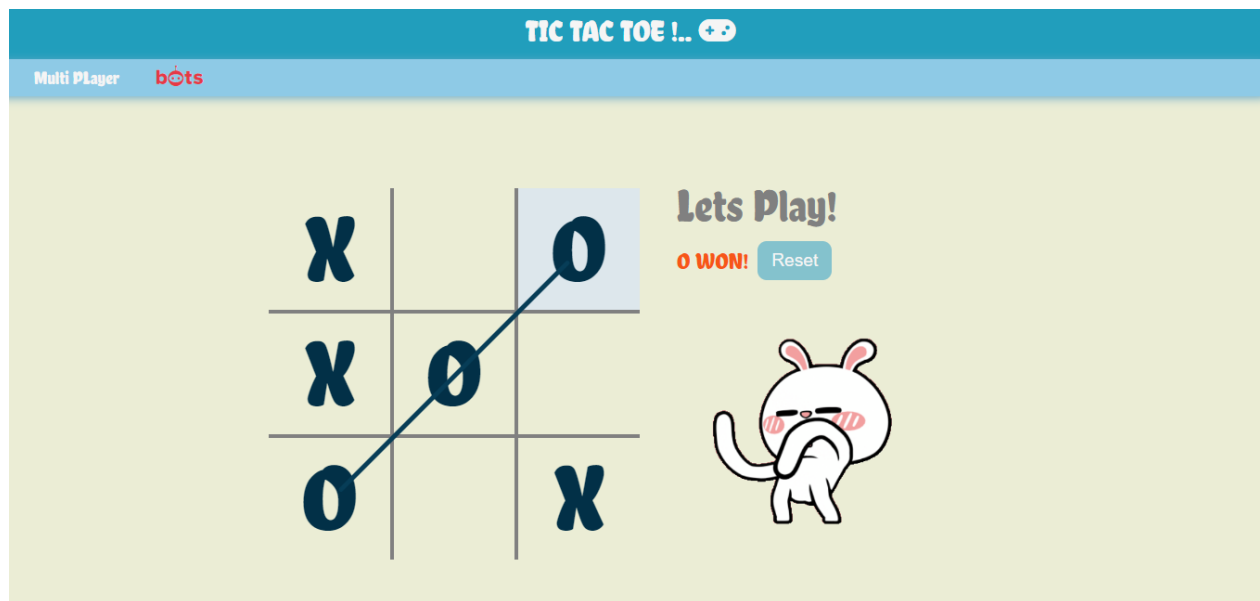 TIC TAC TOE !..
Multi PLayer bots
X O
Lets Play!
O WON! Reset
X O
O X